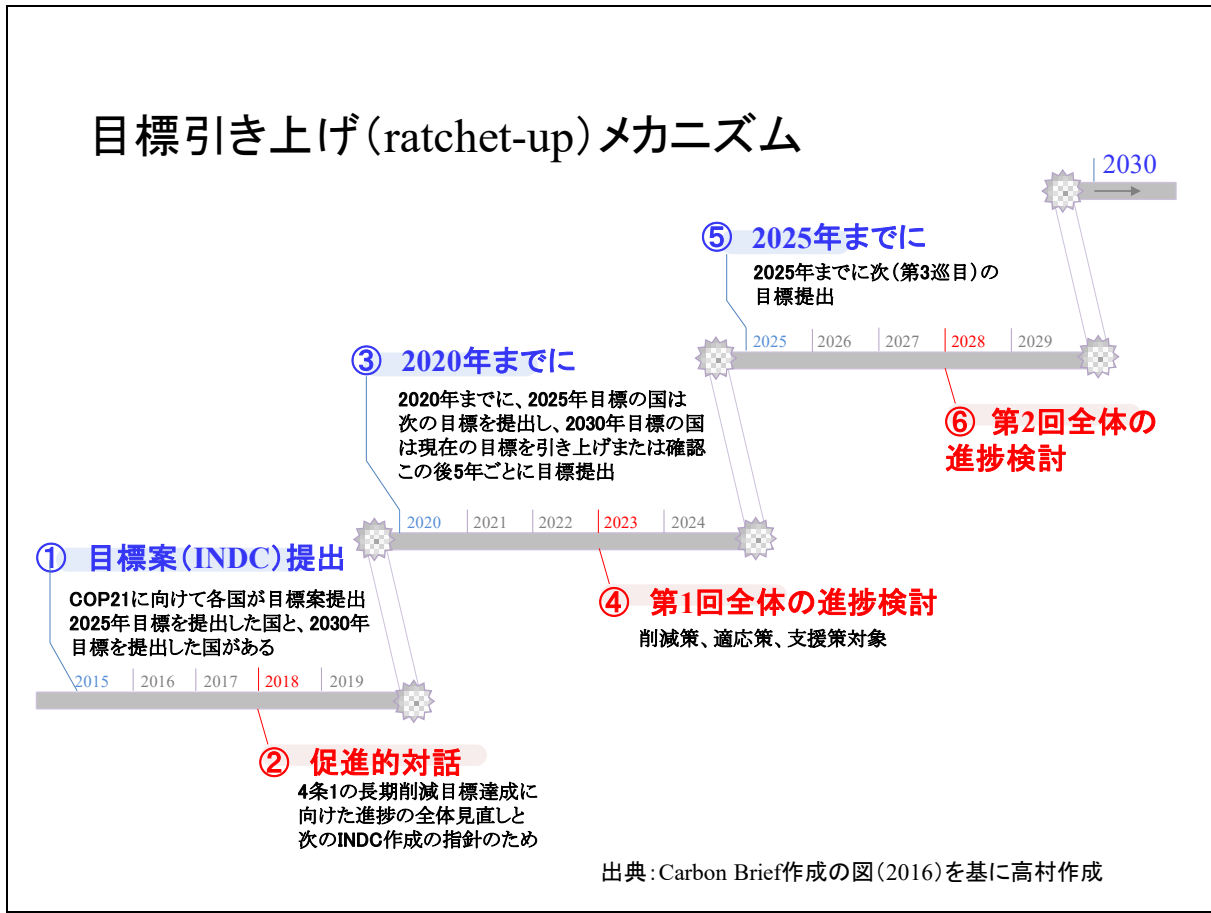 目標引き上げ(ratchet-up)メカニズム
2030
⑤ 2025年までに
2025年までに次(第3巡目)の
目標提出
2025 2026 2027 2028 2029
⑥ 第2回全体の
進捗検討
③ 2020年までに
2020年までに、2025年目標の国は
次の目標を提出し、2030年目標の国
は現在の目標を引き上げまたは確認
この後5年ごとに目標提出
2020 2021 2022 2023 2024
④ 第1回全体の進捗検討
削減策、適応策、支援策対象
① 目標案(INDC)提出
COP21に向けて各国が目標案提出
2025年目標を提出した国と、2030年
目標を提出した国がある
2015 2016 2017 2018 2019
② 促進的対話
4条1の長期削減目標達成に
向けた進捗の全体見直しと
次のINDC作成の指針のため
出典:Carbon Brief作成の図(2016)を基に高村作成